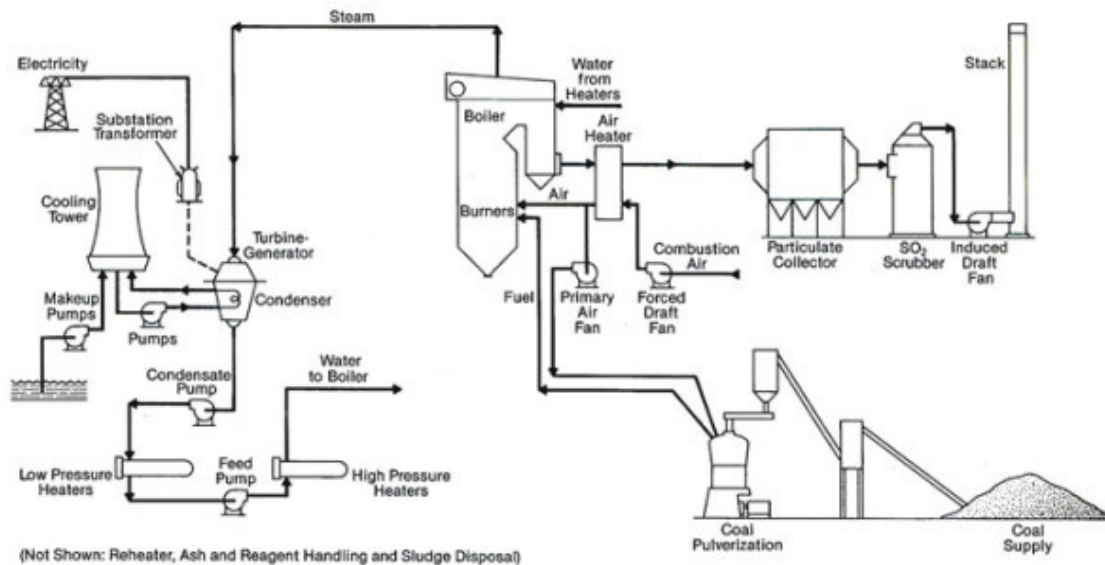 Steam
Electricity
Substation
Transformer
Cooling
Tower
Turbine-
Generator
Condenser
Makeup
Pumps
Pumps
Condensate
Pump
Water
to Boiler
Low Pressure
Heaters
Feed
Pump
High Pressure
Heaters
Water
from
Heaters
Boiler
Air
Heater
Air
Burners
Fuel
Primary
Air
Fan
Forced
Draft
Fan
Combustion
Air
Particulate
Collector
SO2
Scrubber
Induced
Draft
Fan
Stack
Coal
Pulverization
Coal
Supply
(Not Shown: Reheater, Ash and Reagent Handling and Sludge Disposal)